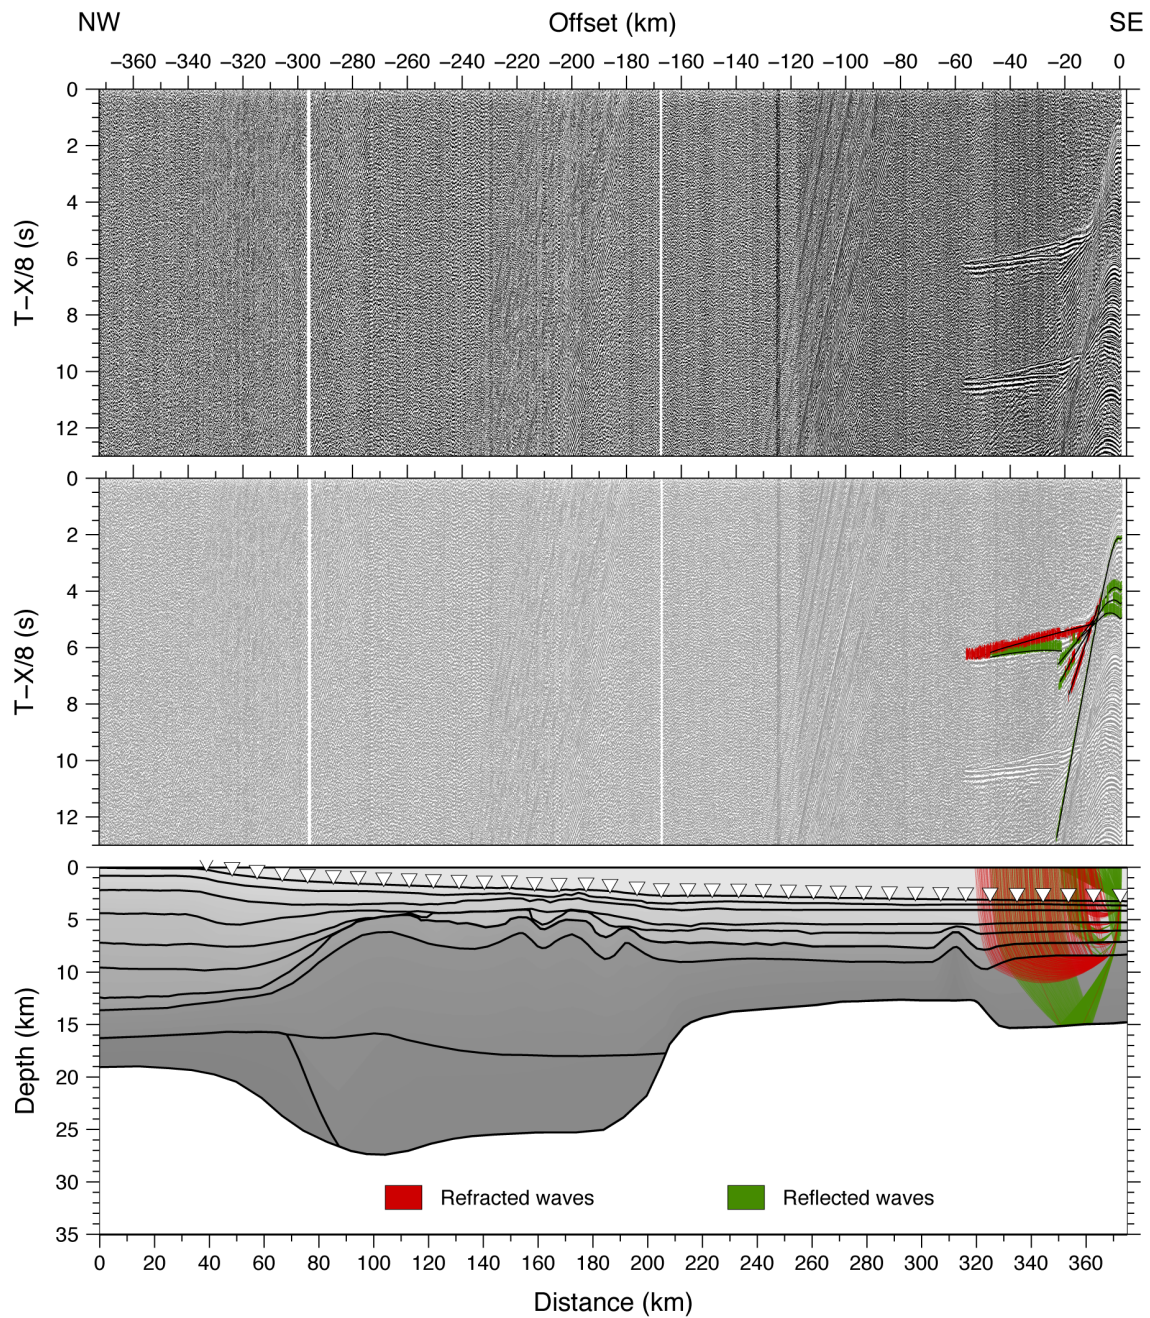 NW Offset (km) SE
−360 −340 −320 −300 −280 −260 −240 −220 −200 −180 −160 −140 −120 −100 −80 −60 −40 −20 0
T−X/8 (s)
0
2
4
6
8
10
12
T−X/8 (s)
0
2
4
6
8
10
12
Depth (km)
0
5
10
15
20
25
30
35
Refracted waves Reflected waves
0 20 40 60 80 100 120 140 160 180 200 220 240 260 280 300 320 340 360
Distance (km)